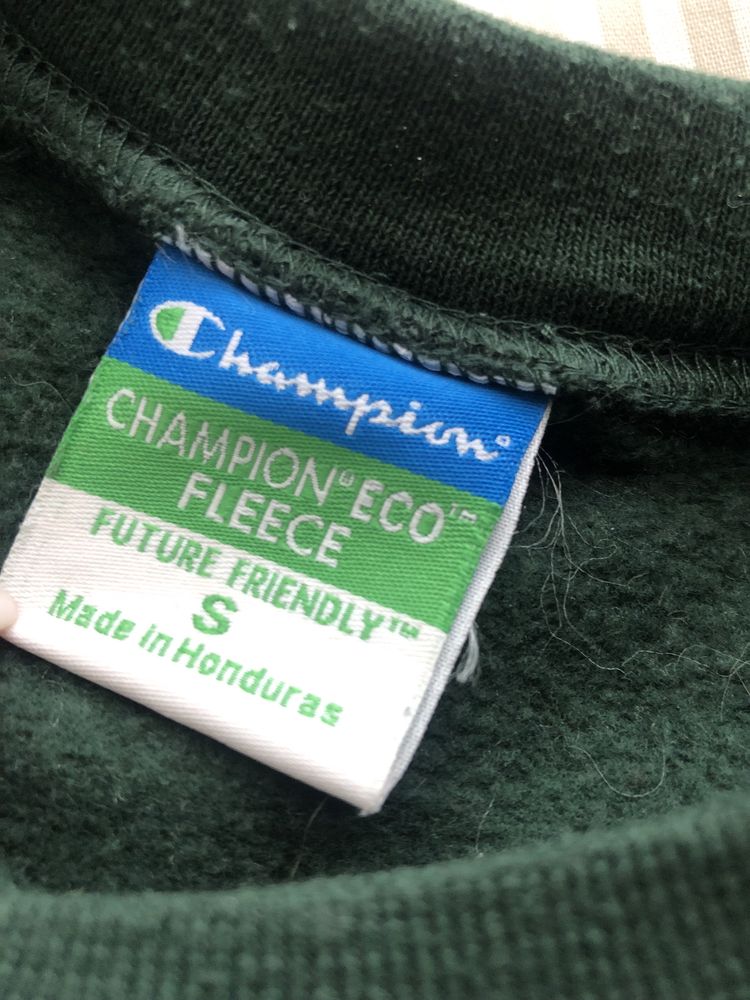 Champion®
CHAMPION® ECO™
FLEECE
FUTURE FRIENDLY™
S
Made in Honduras